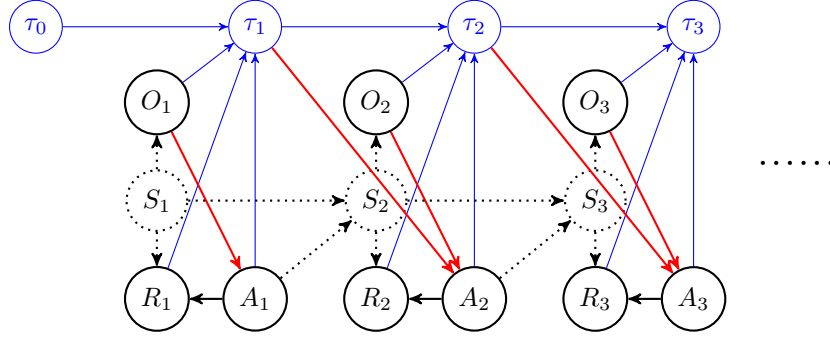 τ₀ τ₁ τ₂ τ₃
O₁ O₂ O₃
S₁ S₂ S₃
R₁ A₁ R₂ A₂ R₃ A₃